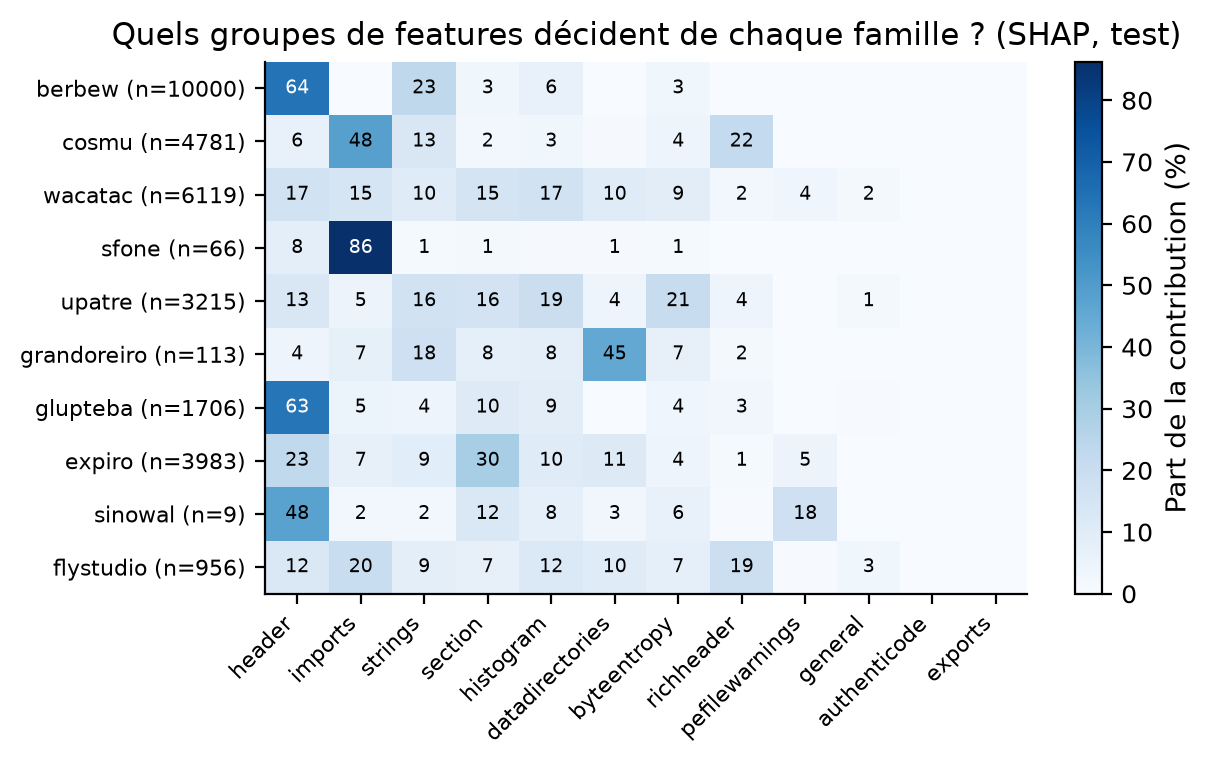 Quels groupes de features décident de chaque famille ? (SHAP, test)
berbew (n=10000) 64 23 3 6 3
cosmu (n=4781) 6 48 13 2 3 4 22
wacatac (n=6119) 17 15 10 15 17 10 9 2 4 2
sfone (n=66) 8 86 1 1 1 1
upatre (n=3215) 13 5 16 16 19 4 21 4 1
grandoreiro (n=113) 4 7 18 8 8 45 7 2
glupteba (n=1706) 63 5 4 10 9 4 3
expiro (n=3983) 23 7 9 30 10 11 4 1 5
sinowal (n=9) 48 2 2 12 8 3 6 18
flystudio (n=956) 12 20 9 7 12 10 7 19 3
header
imports
strings
section
histogram
datadirectories
byteentropy
richheader
pefilewarnings
general
authenticode
exports
80
70
60
50
40
30
20
10
0
Part de la contribution (%)